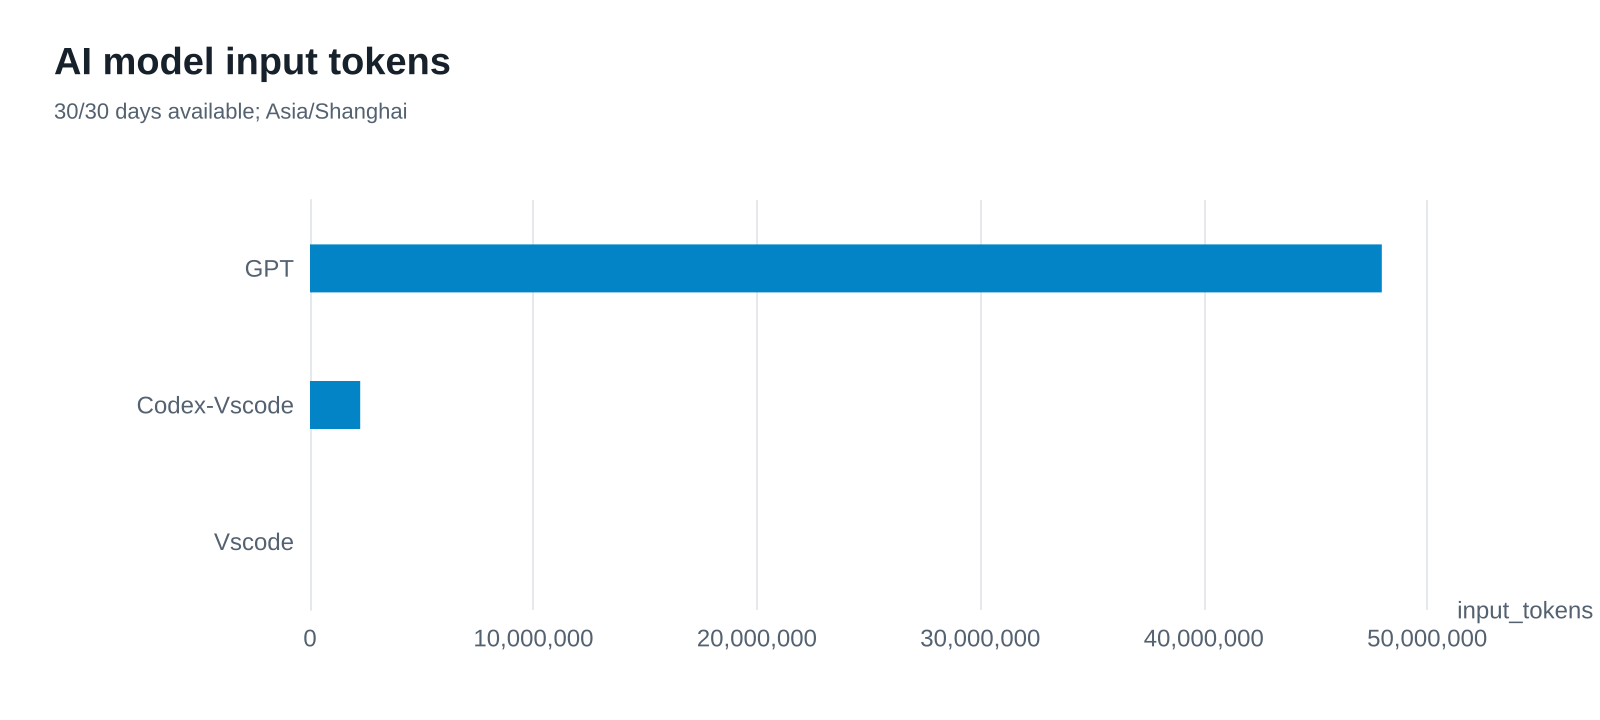 AI model input tokens
30/30 days available; Asia/Shanghai
GPT
Codex-Vscode
Vscode
input_tokens
0 10,000,000 20,000,000 30,000,000 40,000,000 50,000,000